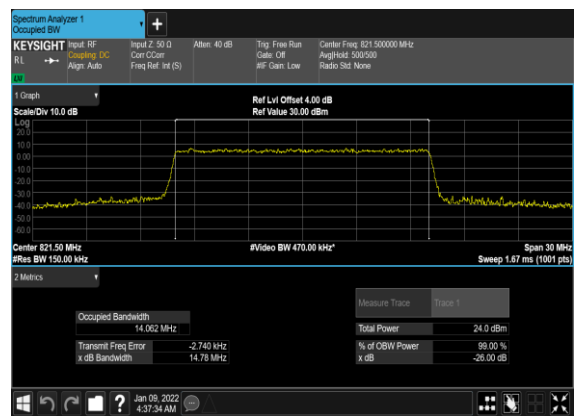 Spectrum Analyzer 1
Occupied BW
+
KEYSIGHT Input: RF Input Z: 50 Ω Atten: 40 dB Trig: Free Run Center Freq: 821.500000 MHz
RL Coupling: DC Corr CCorr Gate: Off Avg|Hold: 500/500
Align: Auto Freq Ref: Int (S) #IF Gain: Low Radio Std: None
1 Graph
Ref Lvl Offset 4.00 dB
Scale/Div 10.0 dB Ref Value 30.00 dBm
Log
20.0
10.0
0.00
-10.0
-20.0
-30.0
-40.0
-50.0
-60.0
Center 821.50 MHz #Video BW 470.00 kHz* Span 30 MHz
#Res BW 150.00 kHz Sweep 1.67 ms (1001 pts)
2 Metrics
Measure Trace Trace 1
Occupied Bandwidth
14.062 MHz Total Power 24.0 dBm
Transmit Freq Error -2.740 kHz % of OBW Power 99.00 %
x dB Bandwidth 14.78 MHz x dB -26.00 dB
? Jan 09, 2022
4:37:34 AM